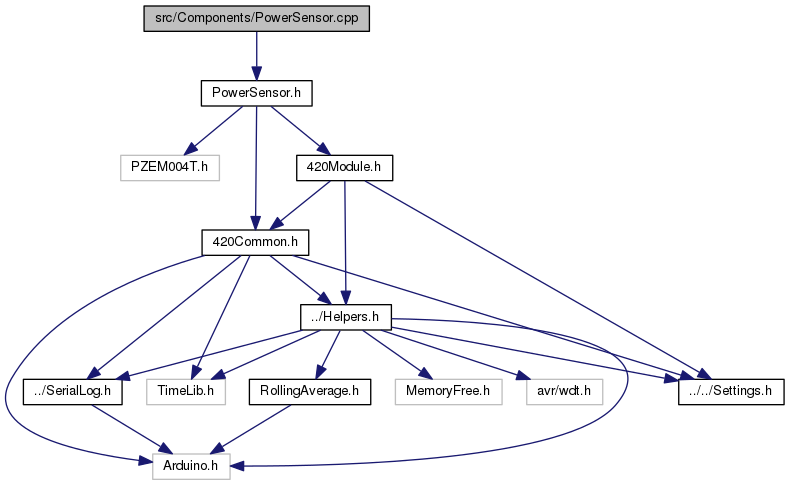 src/Components/PowerSensor.cpp
PowerSensor.h
PZEM004T.h
420Module.h
420Common.h
../Helpers.h
../SerialLog.h
TimeLib.h
RollingAverage.h
MemoryFree.h
avr/wdt.h
../../Settings.h
Arduino.h